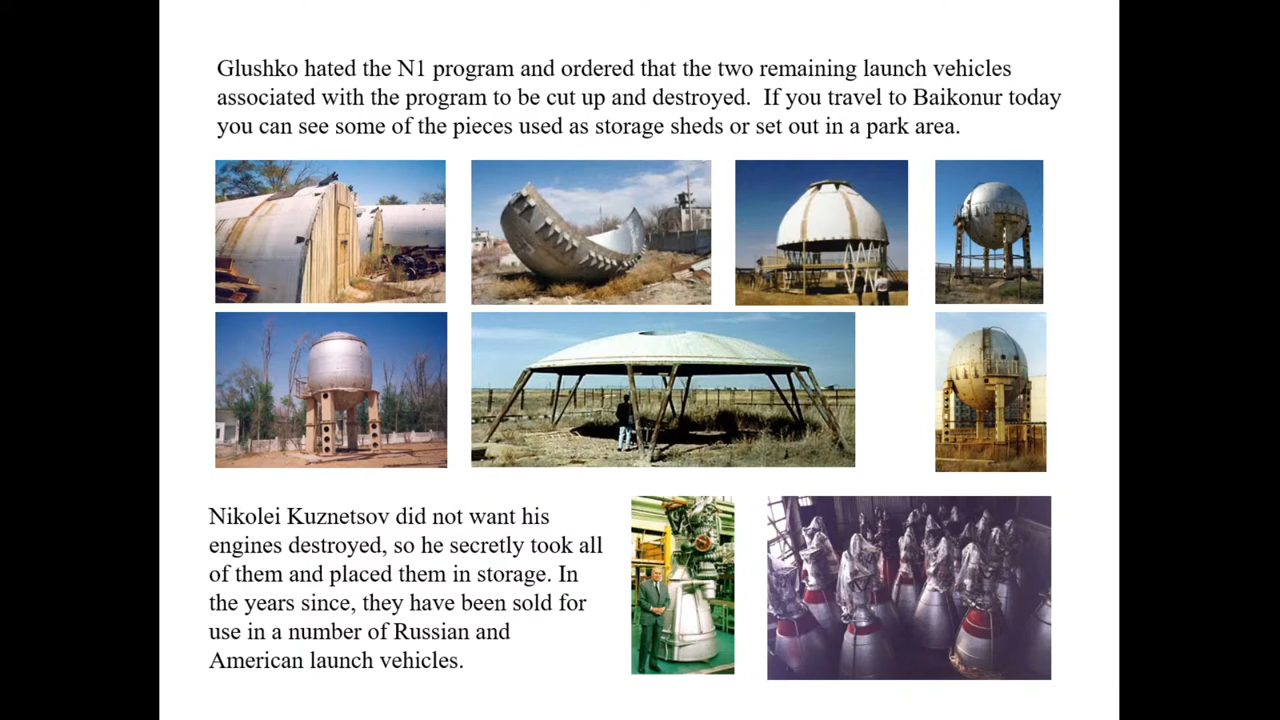 Glushko hated the N1 program and ordered that the two remaining launch vehicles
associated with the program to be cut up and destroyed.  If you travel to Baikonur today
you can see some of the pieces used as storage sheds or set out in a park area.
Nikolei Kuznetsov did not want his
engines destroyed, so he secretly took all
of them and placed them in storage. In
the years since, they have been sold for
use in a number of Russian and
American launch vehicles.